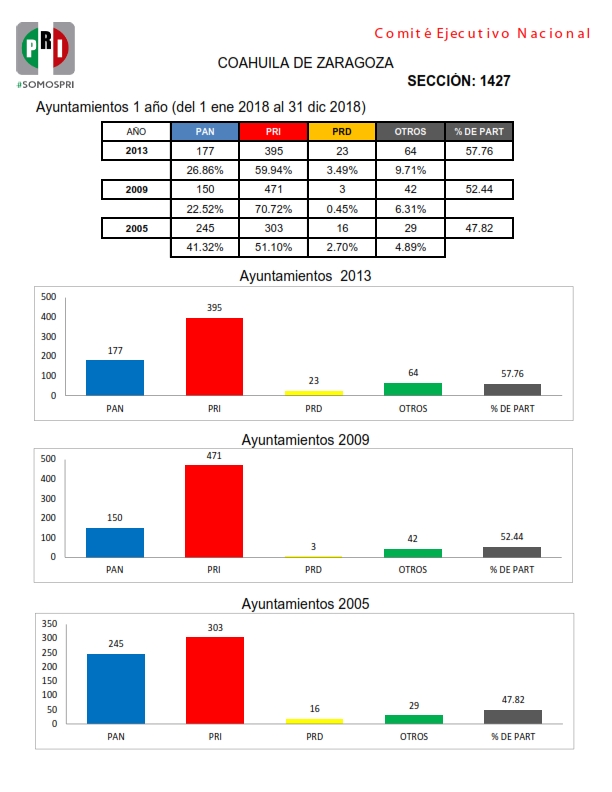 Comité Ejecutivo Nacional
PRI
#SOMOSPRI
COAHUILA DE ZARAGOZA
SECCIÓN: 1427
Ayuntamientos 1 año (del 1 ene 2018 al 31 dic 2018)
AÑO PAN PRI PRD OTROS % DE PART
2013 177 395 23 64 57.76
26.86% 59.94% 3.49% 9.71%
2009 150 471 3 42 52.44
22.52% 70.72% 0.45% 6.31%
2005 245 303 16 29 47.82
41.32% 51.10% 2.70% 4.89%
Ayuntamientos 2013
500
400
300
200
100
0
177 395 23 64 57.76
PAN PRI PRD OTROS % DE PART
Ayuntamientos 2009
500
400
300
200
100
0
150 471 3 42 52.44
PAN PRI PRD OTROS % DE PART
Ayuntamientos 2005
350
300
250
200
150
100
50
0
245 303 16 29 47.82
PAN PRI PRD OTROS % DE PART